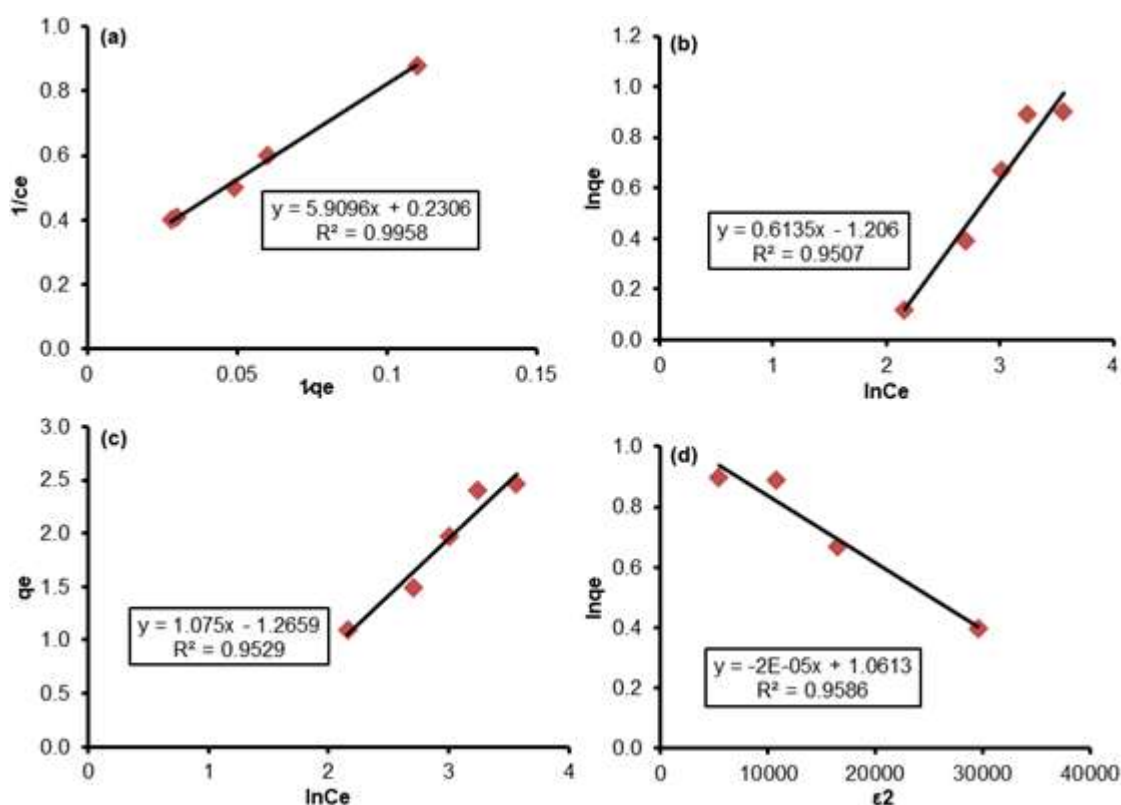 (a)
1.0
0.8
0.6
0.4
0.2
0.0
1/ce
y = 5.9096x + 0.2306
R² = 0.9958
0 0.05 0.1 0.15
1/qe
(b)
1.2
1.0
0.8
0.6
0.4
0.2
0.0
lnqe
y = 0.6135x - 1.206
R² = 0.9507
0 1 2 3 4
lnCe
(c)
3.0
2.5
2.0
1.5
1.0
0.5
0.0
qe
y = 1.075x - 1.2659
R² = 0.9529
0 1 2 3 4
lnCe
(d)
1.0
0.8
0.6
0.4
0.2
0.0
lnqe
y = -2E-05x + 1.0613
R² = 0.9586
0 10000 20000 30000 40000
ε2